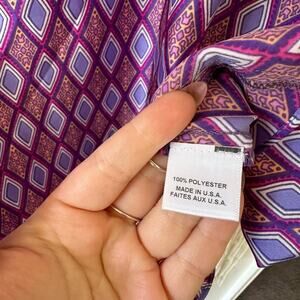 100% POLYESTER
MADE IN U.S.A.
FAITES AUX U.S.A.